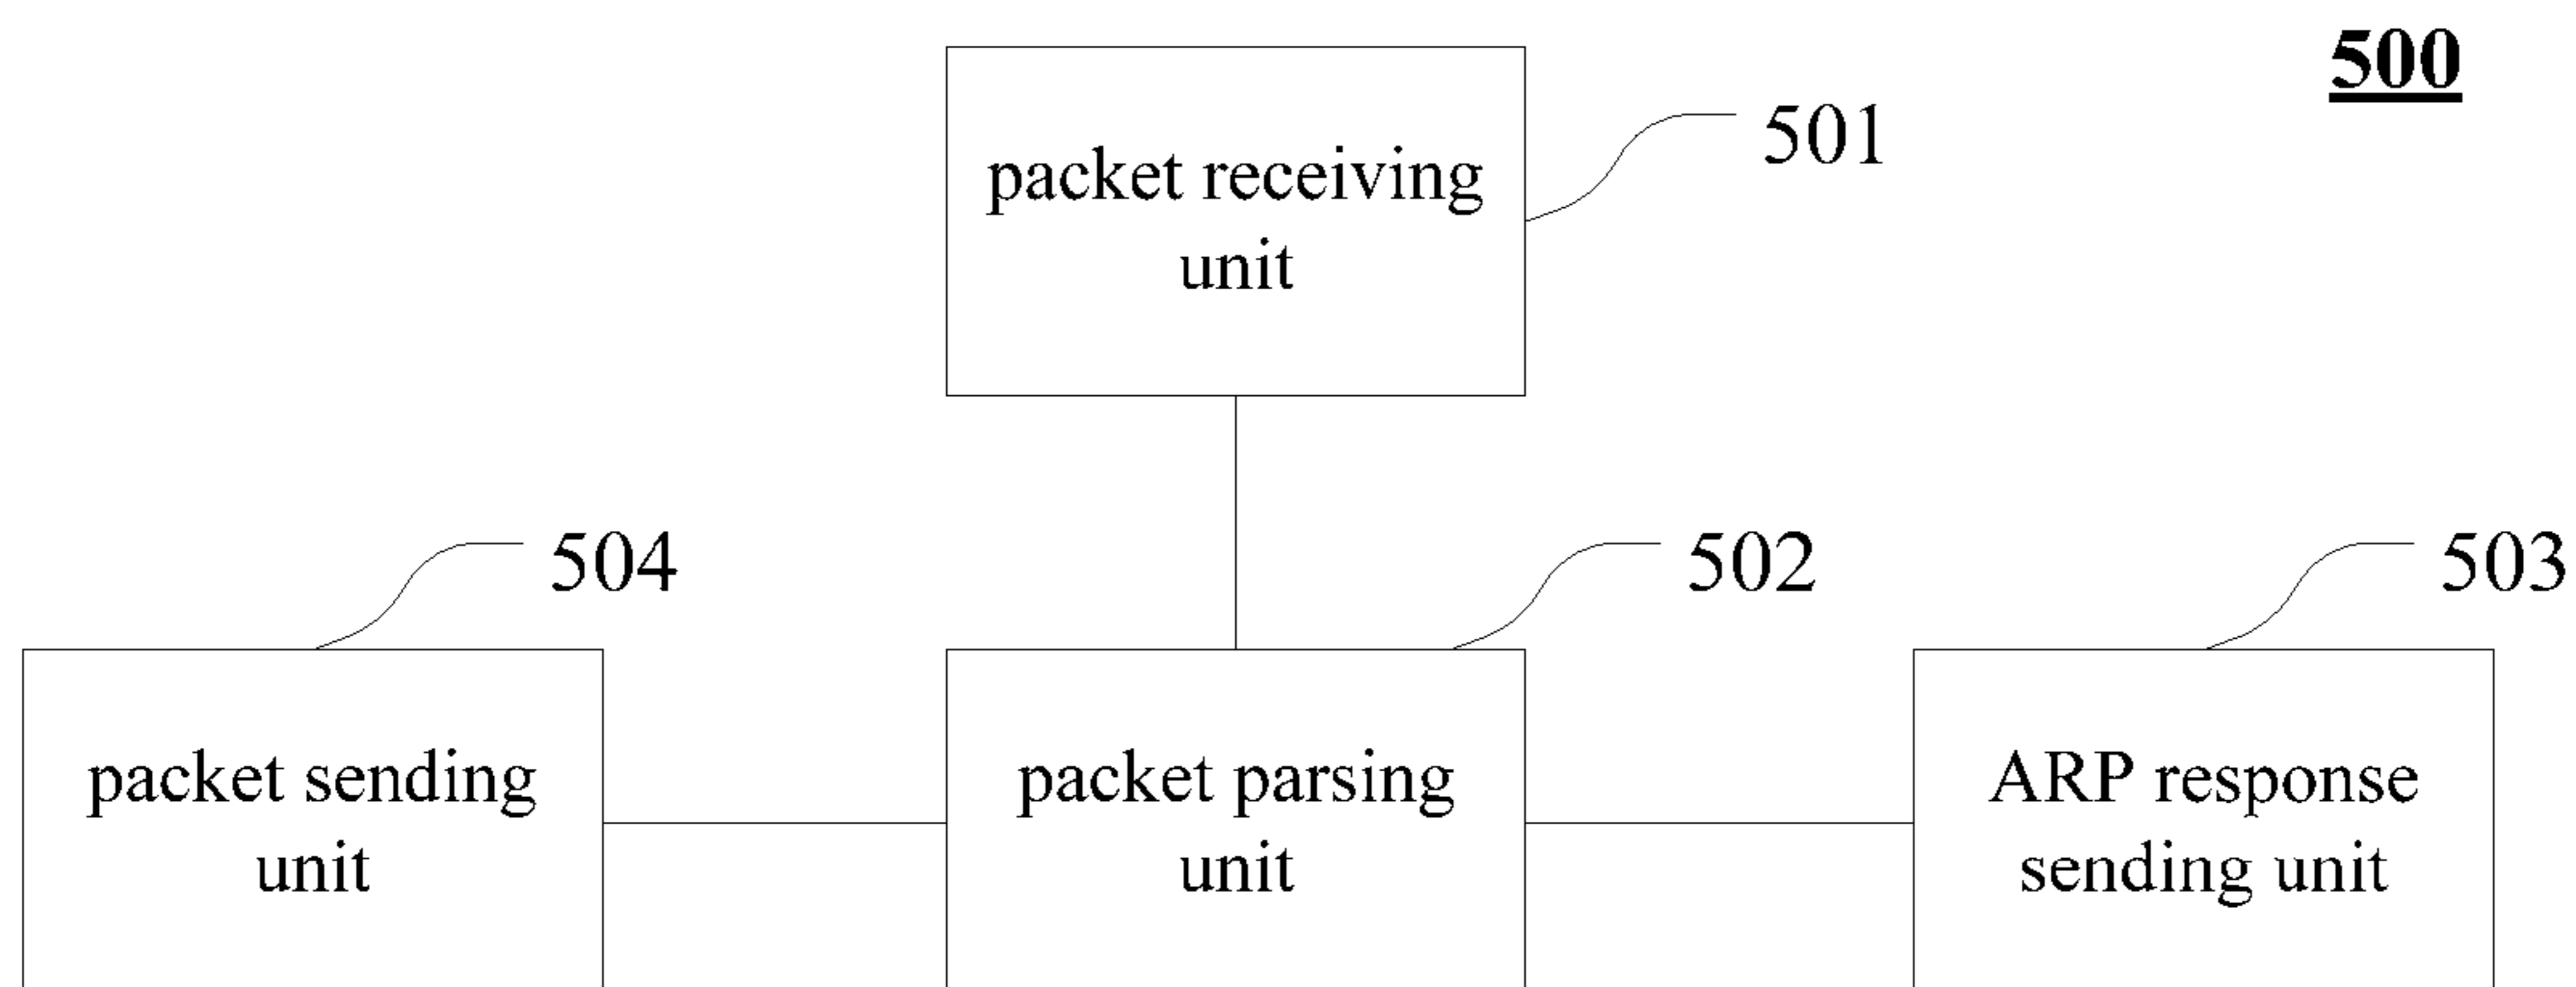 500
501
packet receiving
unit
504
502
503
packet sending
unit
packet parsing
unit
ARP response
sending unit